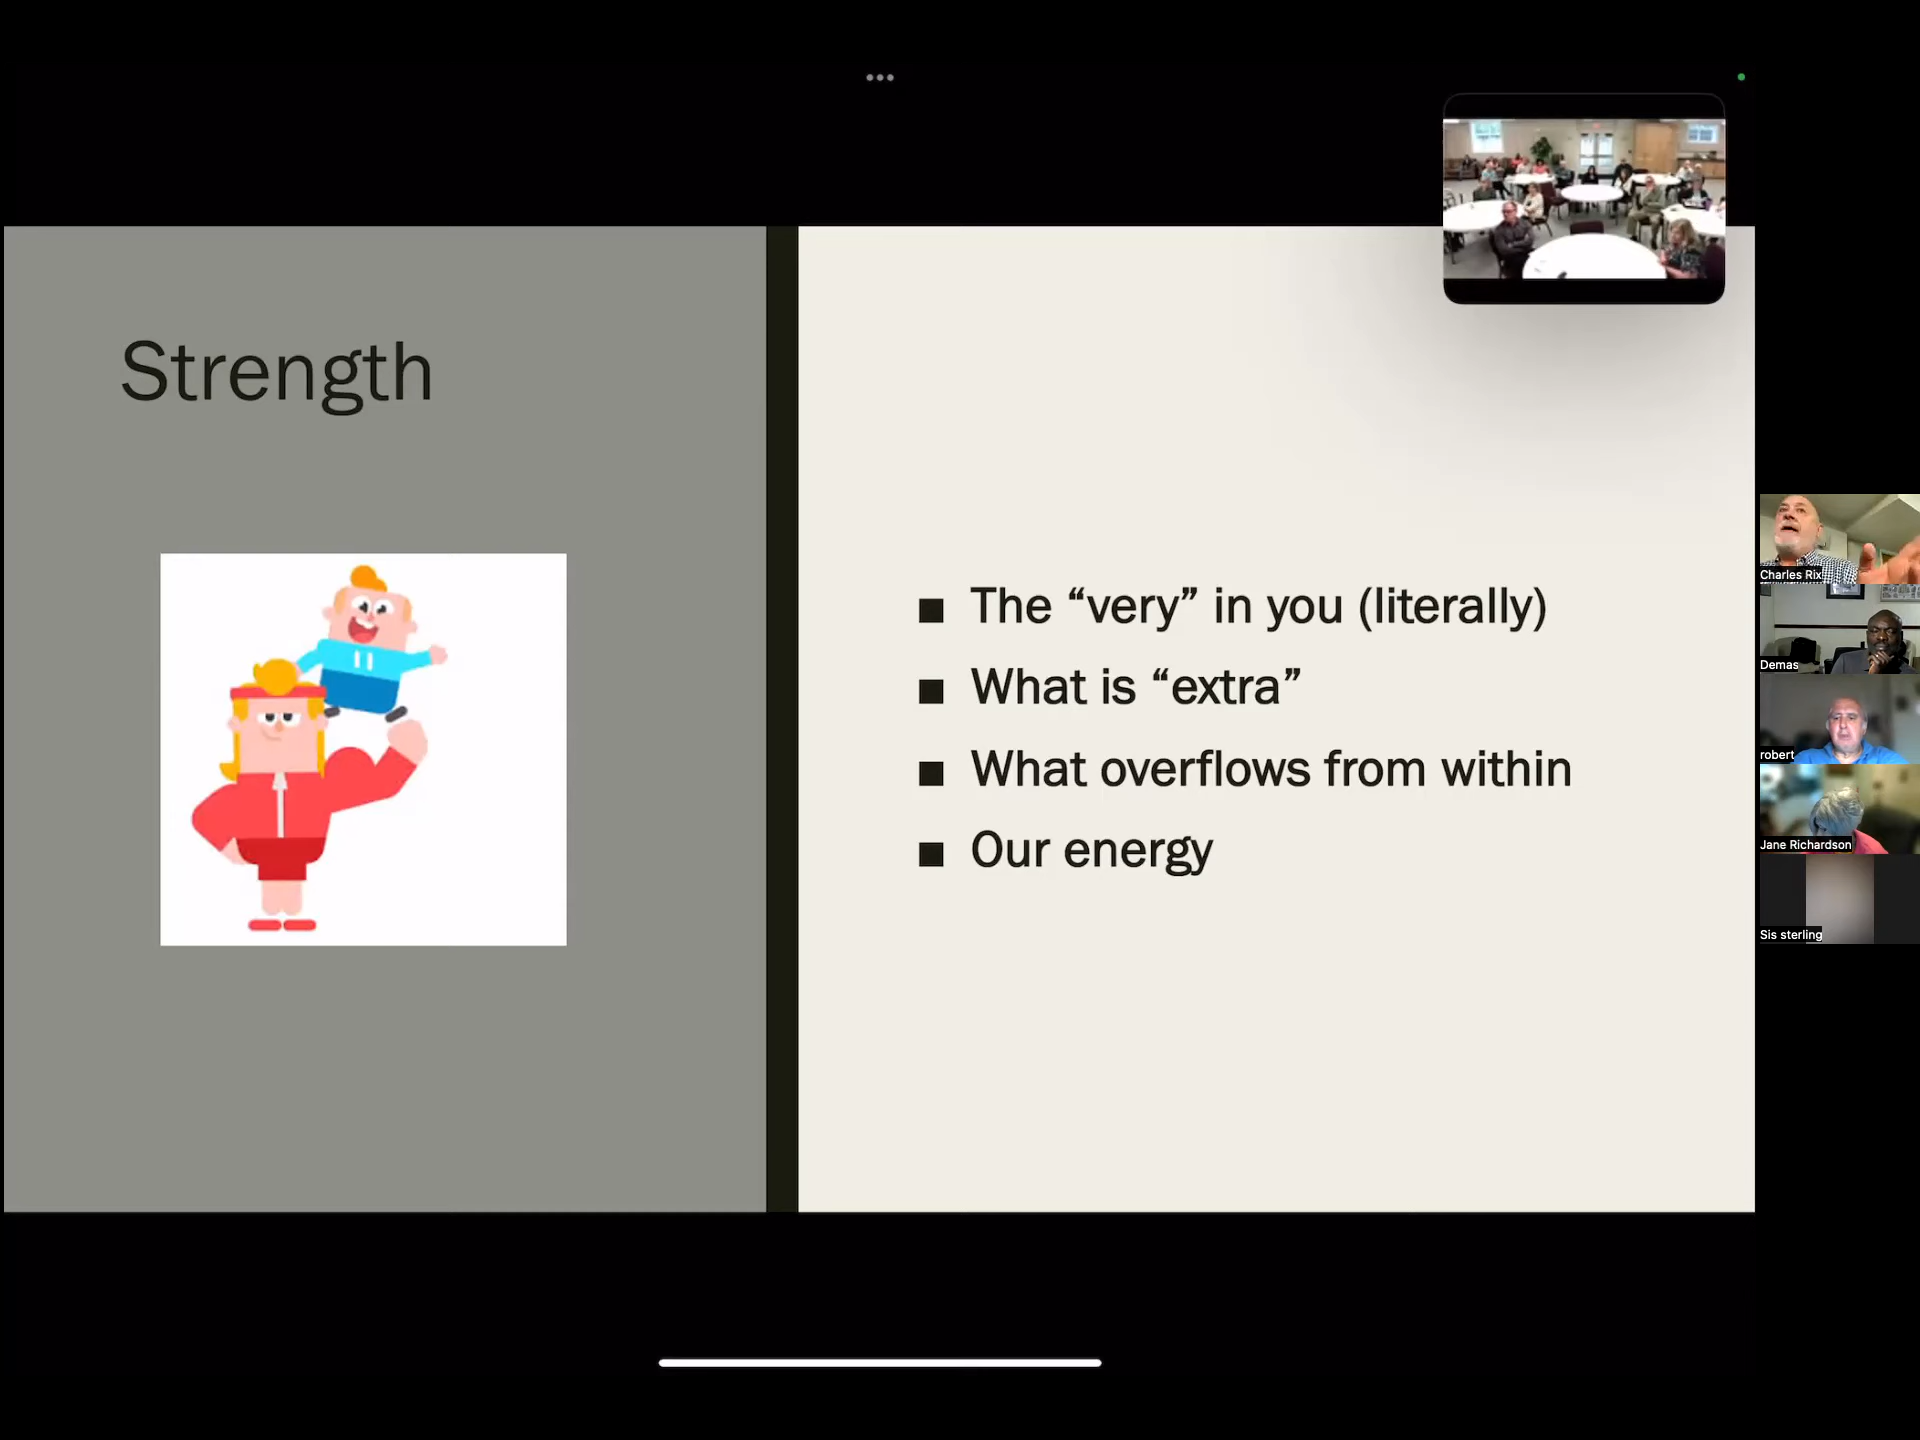 Strength
■ The “very” in you (literally)
■ What is “extra”
■ What overflows from within
■ Our energy
Charles Rix
Demas
robert
Jane Richardson
Sis sterling